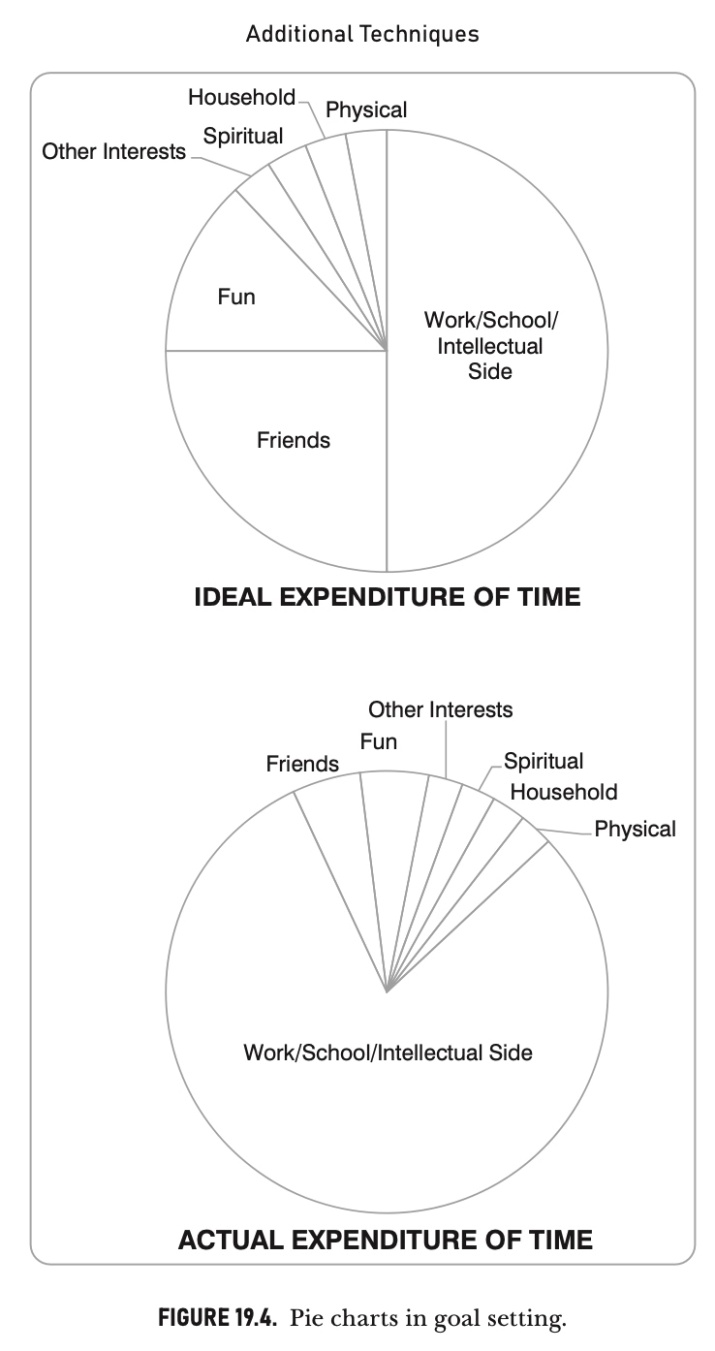 Additional Techniques
Household
Physical
Spiritual
Other Interests
Fun
Work/School/
Intellectual
Side
Friends
IDEAL EXPENDITURE OF TIME
Other Interests
Fun
Friends
Spiritual
Household
Physical
Work/School/Intellectual Side
ACTUAL EXPENDITURE OF TIME
FIGURE 19.4. Pie charts in goal setting.